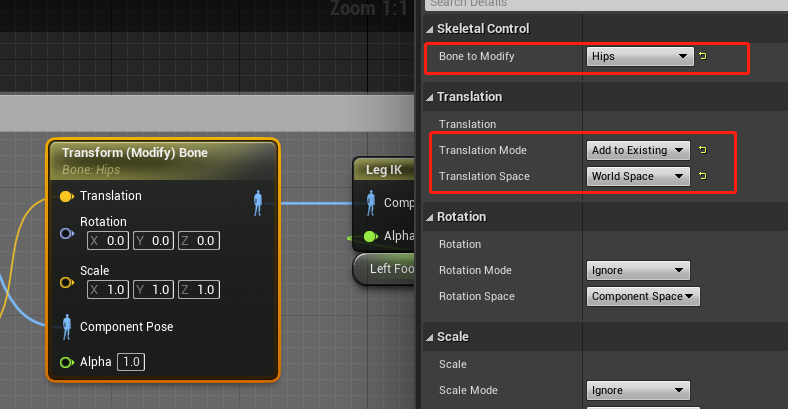 Zoom 1:1
Transform (Modify) Bone
Bone: Hips
Translation
Rotation
X 0.0 Y 0.0 Z 0.0
Scale
X 1.0 Y 1.0 Z 1.0
Component Pose
Alpha 1.0
Leg IK
Comp
Alpha
Left Foo
Search Details
Skeletal Control
Bone to Modify Hips
Translation
Translation
Translation Mode Add to Existing
Translation Space World Space
Rotation
Rotation
Rotation Mode Ignore
Rotation Space Component Space
Scale
Scale
Scale Mode Ignore